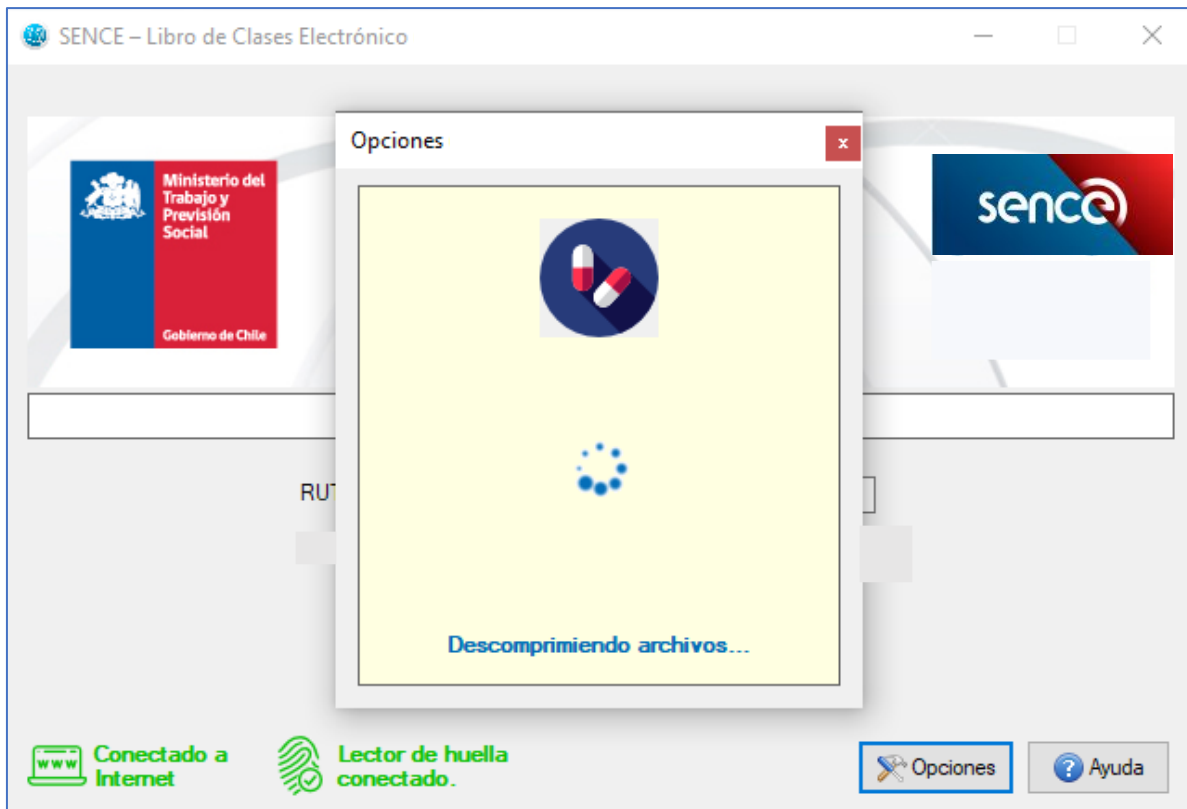 SENCE – Libro de Clases Electrónico
Opciones
x
Ministerio del
Trabajo y
Previsión
Social
Gobierno de Chile
sence
RUT
Descomprimiendo archivos...
www
Conectado a
Internet
Lector de huella
conectado.
Opciones
? Ayuda